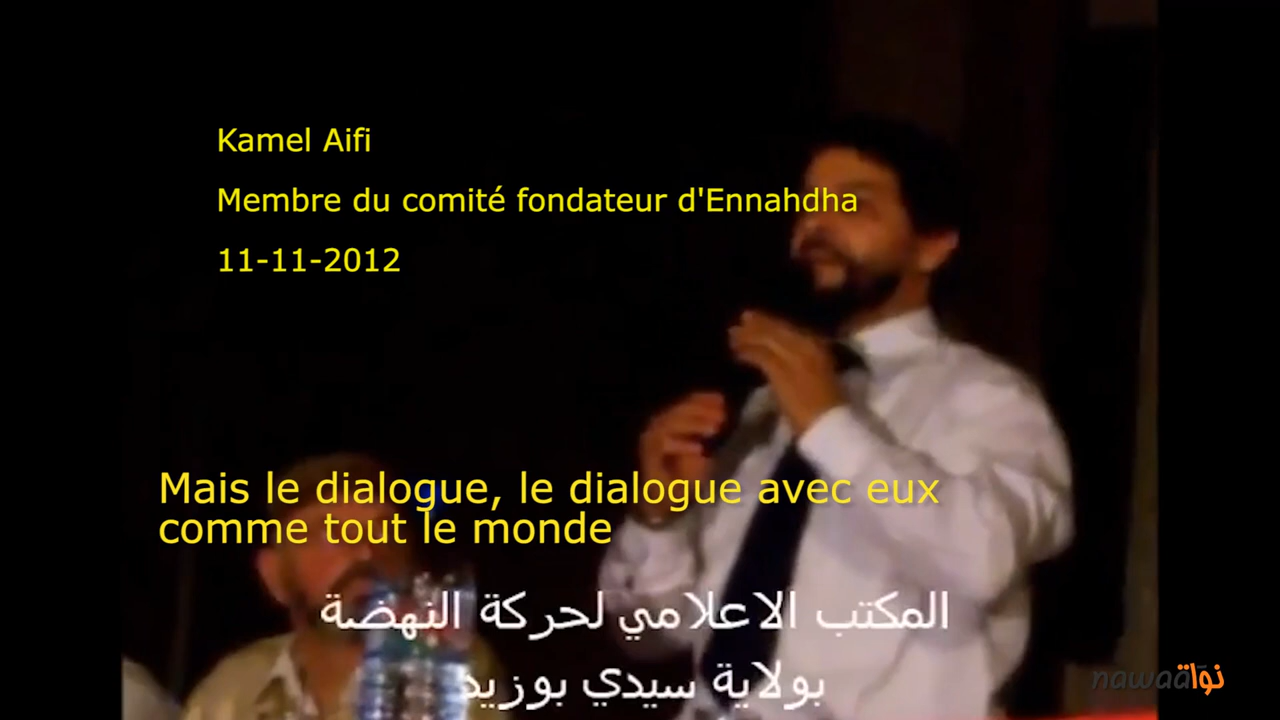 Kamel Aifi
Membre du comité fondateur d'Ennahdha
11-11-2012
Mais le dialogue, le dialogue avec eux
comme tout le monde
المكتب الاعلامي لحركة النهضة
بولاية سيدي بوزيد
nawaa نواة